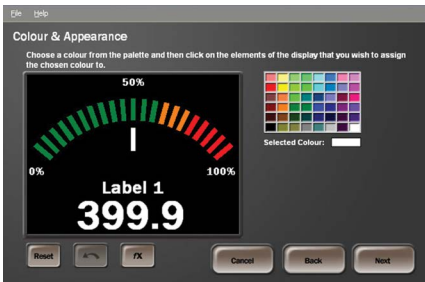 File Help
Colour & Appearance
Choose a colour from the palette and then click on the elements of the display that you wish to assign
the chosen colour to.
50%
0% 100%
Label 1
399.9
Selected Colour:
Reset fX Cancel Back Next